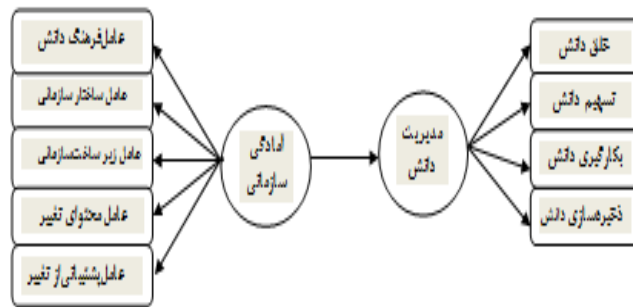 عامل فرهنگ دانش
عامل ساختار سازمانی
عامل زیر ساخت‌سازمانی
عامل محتوای تغییر
عامل پشتیبانی از تغییر
آمادگی
سازمانی
مدیریت
دانش
خلق دانش
تسهیم دانش
بکارگیری دانش
ذخیره‌سازی دانش